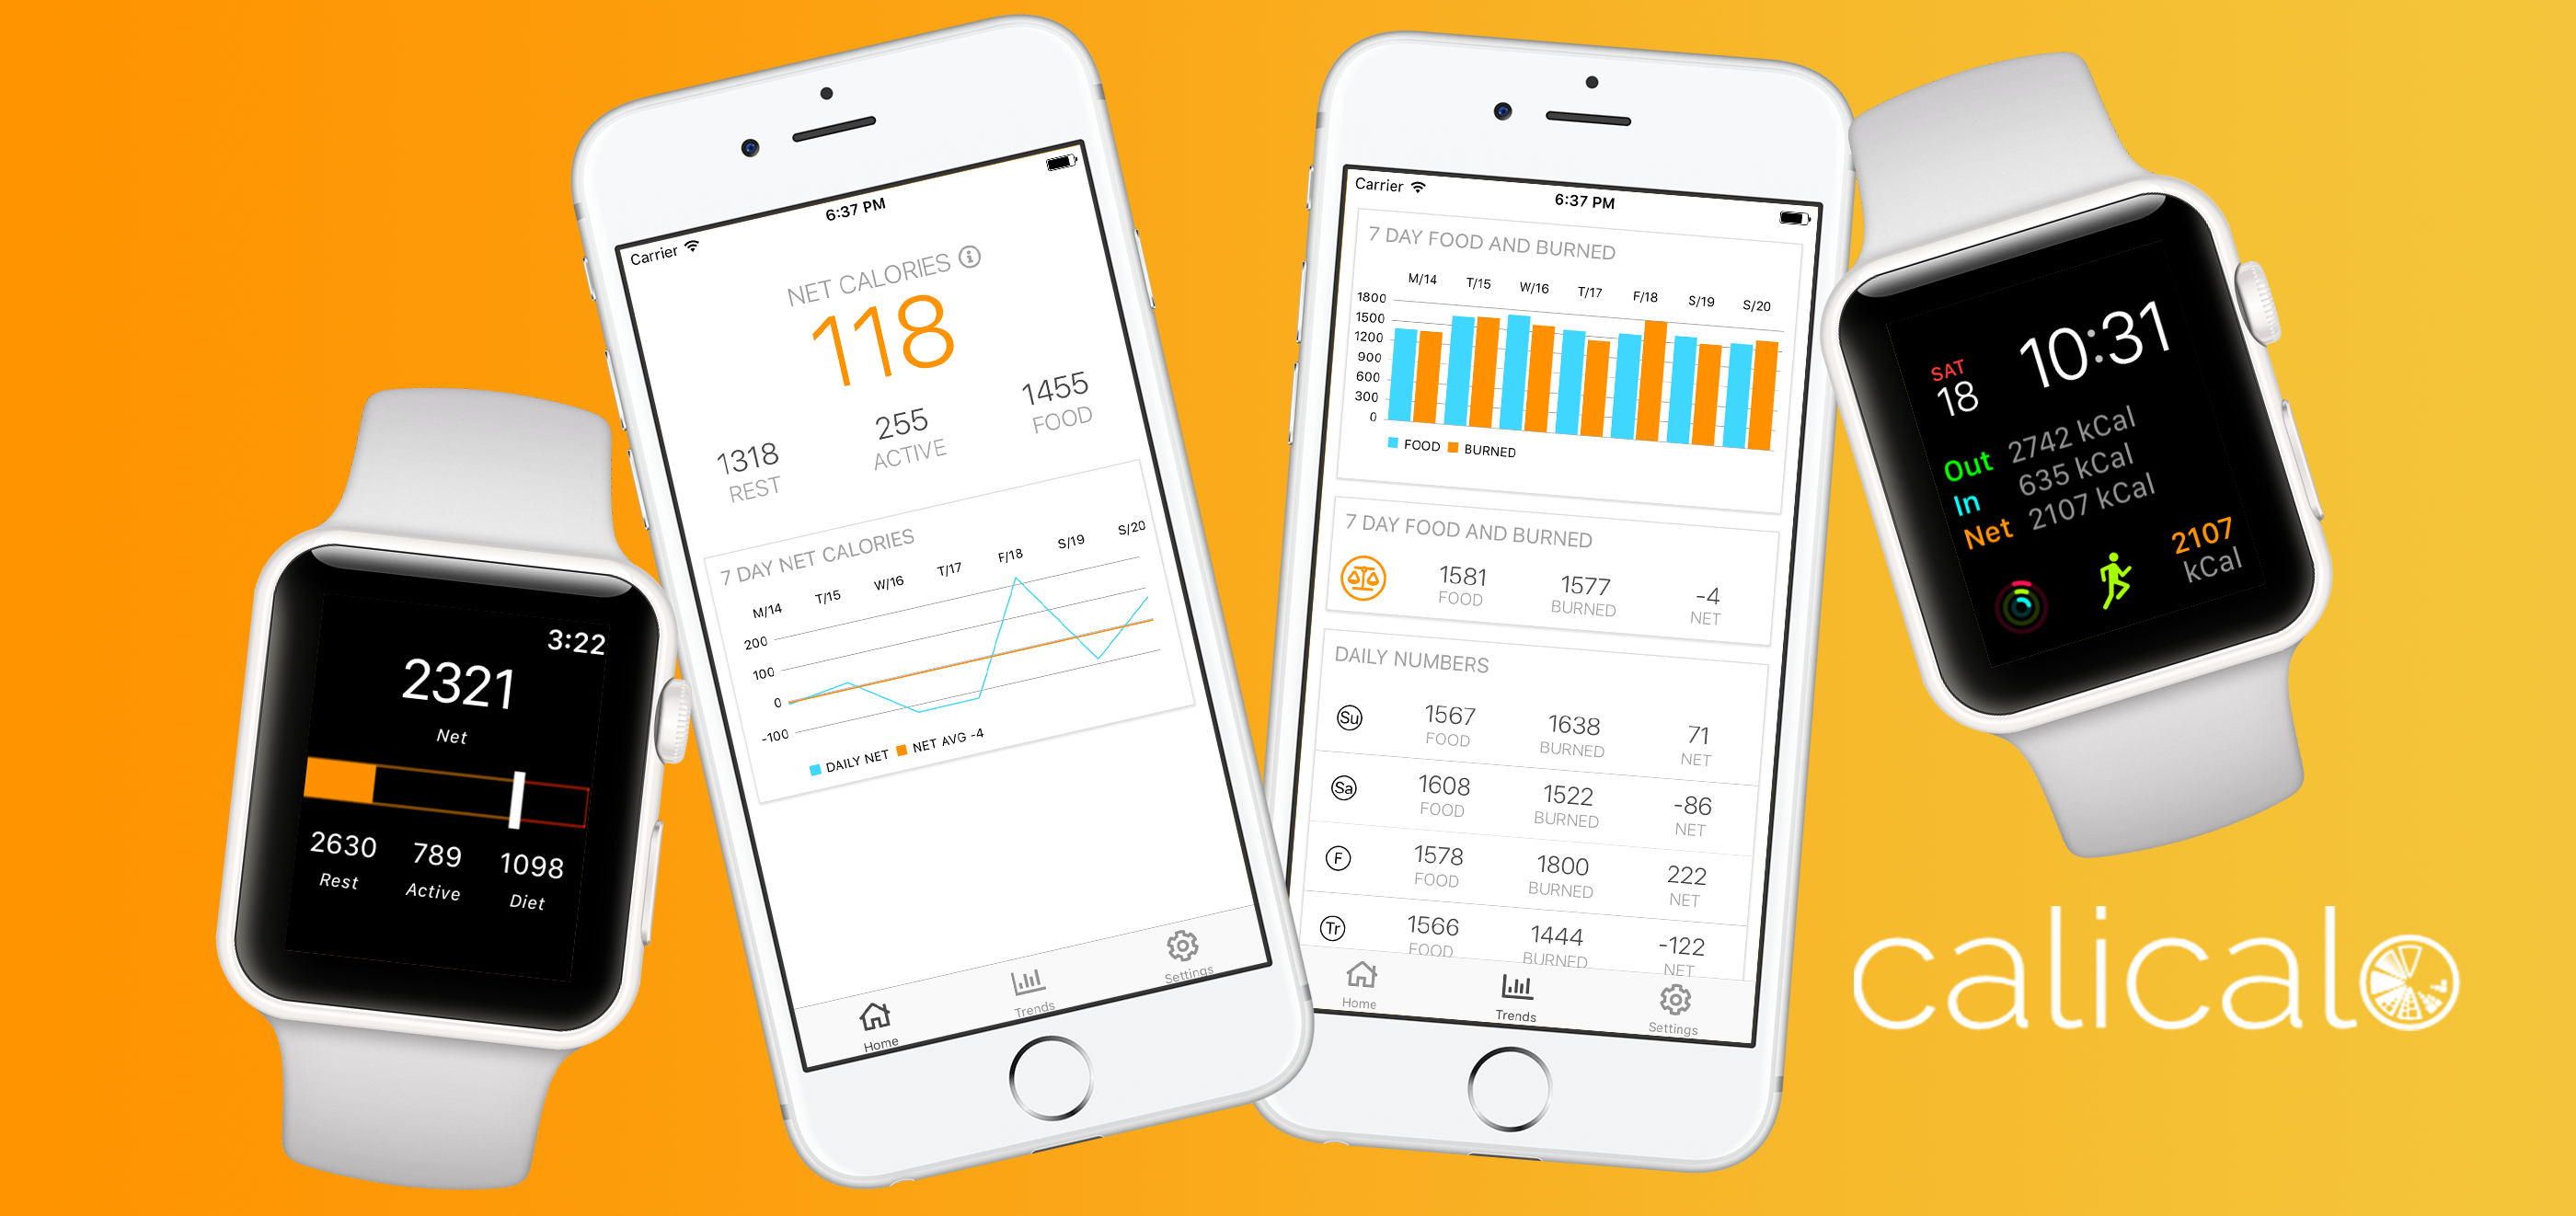 3:22
2321
Net
2630 789 1098
Rest Active Diet
Carrier 6:37 PM
NET CALORIES
118
1318 255 1455
REST ACTIVE FOOD
7 DAY NET CALORIES
M/14 T/15 W/16 T/17 F/18 S/19 S/20
200
100
0
-100
DAILY NET NET AVG -4
Home Trends Settings
Carrier 6:37 PM
7 DAY FOOD AND BURNED
M/14 T/15 W/16 T/17 F/18 S/19 S/20
1800
1500
1200
900
600
300
0
FOOD BURNED
7 DAY FOOD AND BURNED
1581 1577 -4
FOOD BURNED NET
DAILY NUMBERS
Su 1567 1638 71
FOOD BURNED NET
Sa 1608 1522 -86
FOOD BURNED NET
F 1578 1800 222
FOOD BURNED NET
Tr 1566 1444 -122
FOOD BURNED NET
Home Trends Settings
SAT
18 10:31
Out 2742 kCal
In 635 kCal
Net 2107 kCal
2107
kCal
calicalo